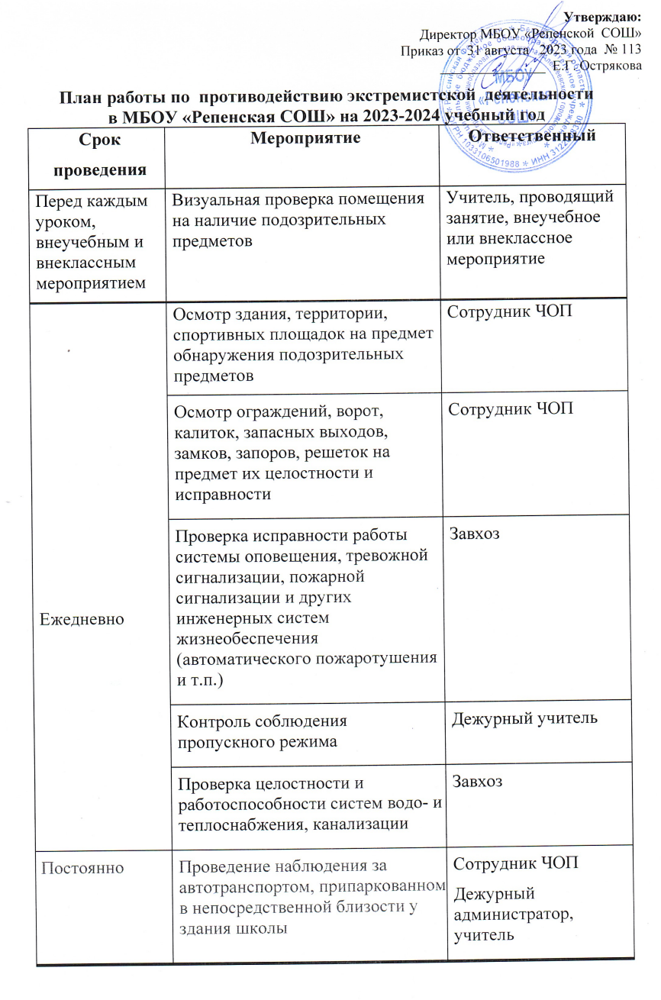 Утверждаю:
Директор МБОУ «Репенской СОШ»
Приказ от 31 августа 2023 года № 113
Е.Г. Острякова
План работы по противодействию экстремистской деятельности
в МБОУ «Репенская СОШ» на 2023-2024 учебный год
МБОУ
«Репенская
СОШ»
ОГРН 1033106501988 * ИНН
Срок
проведения
Мероприятие
Ответственный
Перед каждым
уроком,
внеучебным и
внеклассным
мероприятием
Визуальная проверка помещения
на наличие подозрительных
предметов
Учитель, проводящий
занятие, внеучебное
или внеклассное
мероприятие
Ежедневно
Осмотр здания, территории,
спортивных площадок на предмет
обнаружения подозрительных
предметов
Сотрудник ЧОП
Осмотр ограждений, ворот,
калиток, запасных выходов,
замков, запоров, решеток на
предмет их целостности и
исправности
Сотрудник ЧОП
Проверка исправности работы
системы оповещения, тревожной
сигнализации, пожарной
сигнализации и других
инженерных систем
жизнеобеспечения
(автоматического пожаротушения
и т.п.)
Завхоз
Контроль соблюдения
пропускного режима
Дежурный учитель
Проверка целостности и
работоспособности систем водо- и
теплоснабжения, канализации
Завхоз
Постоянно
Проведение наблюдения за
автотранспортом, припаркованном
в непосредственной близости у
здания школы
Сотрудник ЧОП
Дежурный
администратор,
учитель